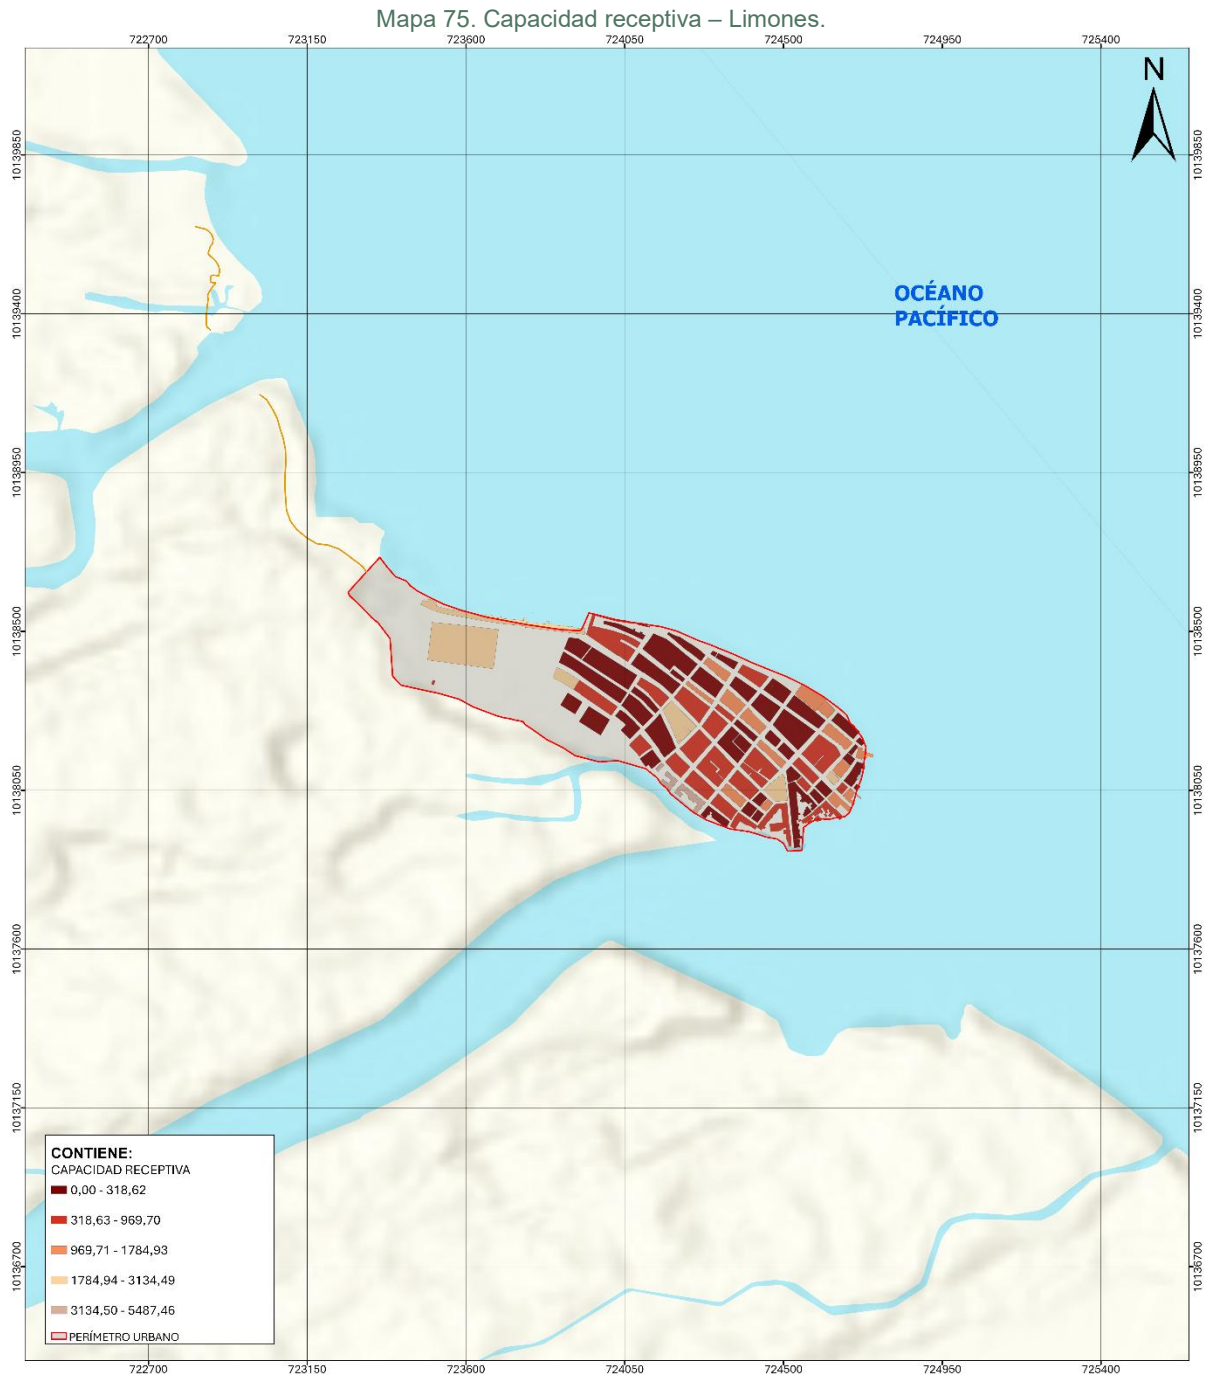 Mapa 75. Capacidad receptiva – Limones.
722700 723150 723600 724050 724500 724950 725400
N
10139850 10139850
OCÉANO
PACÍFICO
10139400 10139400
10138950 10138950
10138500 10138500
10138050 10138050
10137600 10137600
10137150 10137150
CONTIENE:
CAPACIDAD RECEPTIVA
0,00 - 318,62
318,63 - 969,70
969,71 - 1784,93
1784,94 - 3134,49
3134,50 - 5487,46
PERÍMETRO URBANO
10136700 10136700
722700 723150 723600 724050 724500 724950 725400